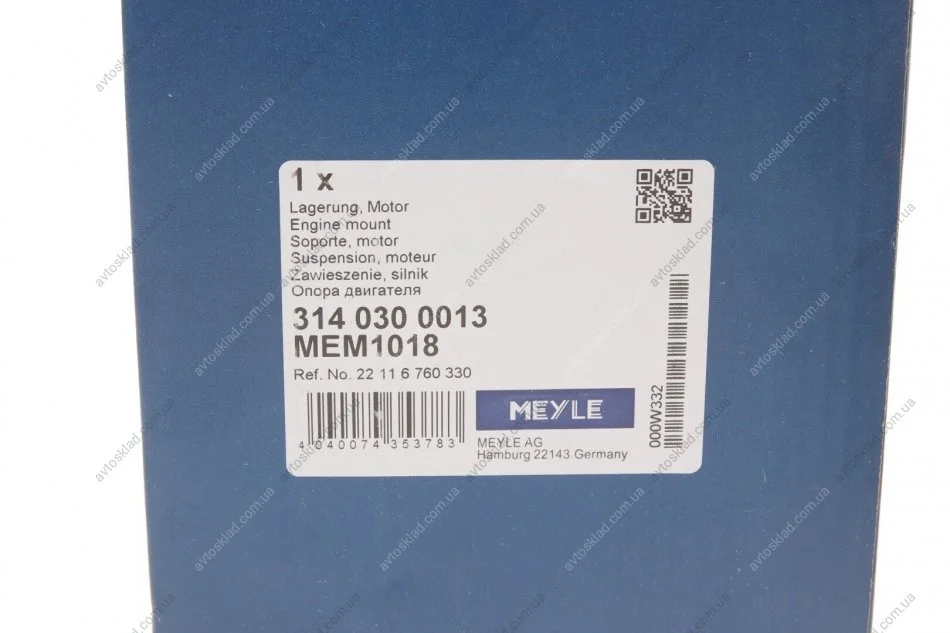 1 x
Lagerung, Motor
Engine mount
Soporte, motor
Suspension, moteur
Zawieszenie, silnik
Опора двигателя
314 030 0013
MEM1018
Ref. No. 22 11 6 760 330
4 040074 353783
MEYLE
MEYLE AG
Hamburg 22143 Germany
000W332
avtosklad.com.ua